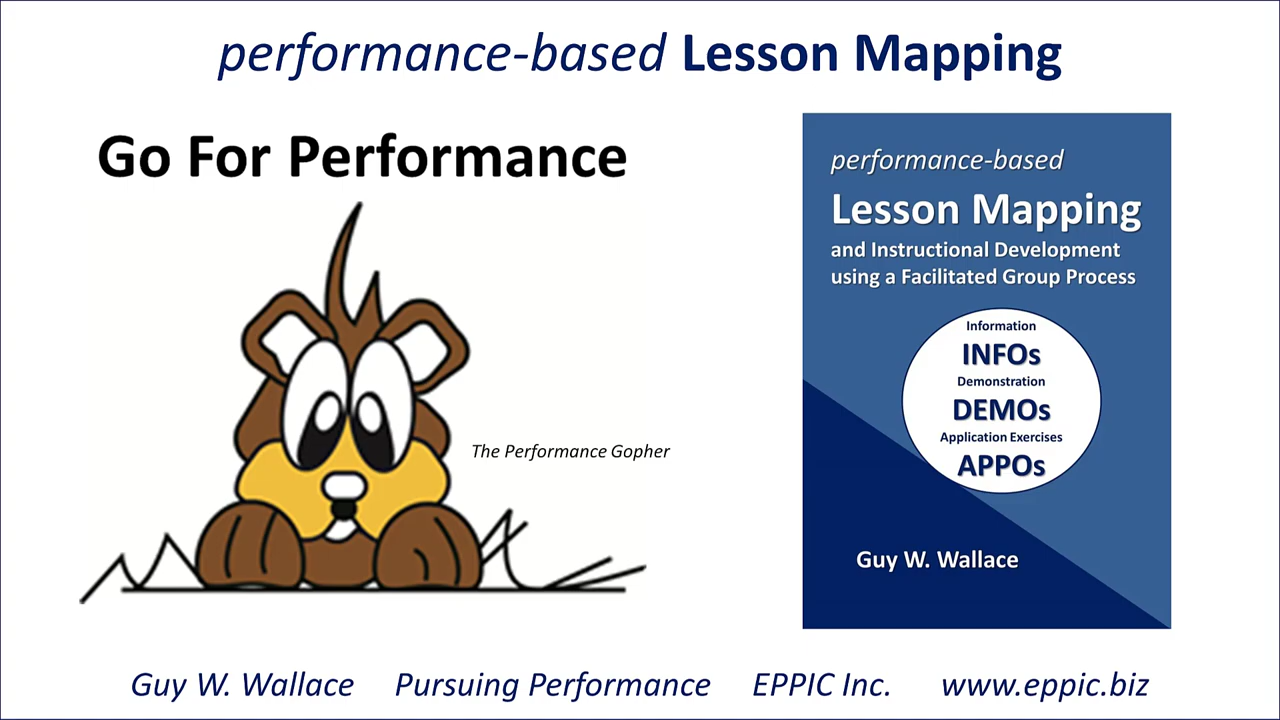 performance-based Lesson Mapping
Go For Performance
The Performance Gopher
performance-based
Lesson Mapping
and Instructional Development
using a Facilitated Group Process
Information
INFOs
Demonstration
DEMOs
Application Exercises
APPOs
Guy W. Wallace
Guy W. Wallace Pursuing Performance EPPIC Inc. www.eppic.biz